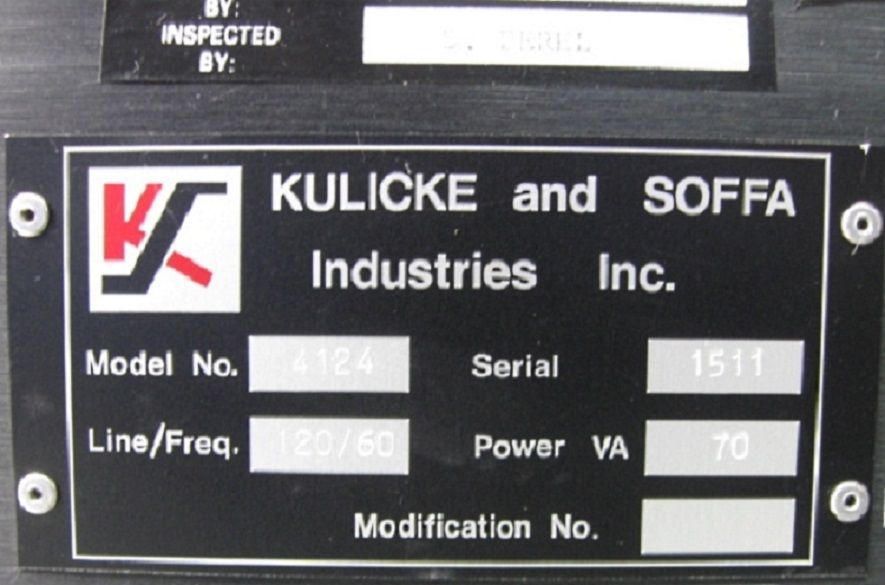 BY:
INSPECTED
BY:
KS
KULICKE and SOFFA
Industries Inc.
Model No. 4124 Serial 1511
Line/Freq. 120/60 Power VA 70
Modification No.